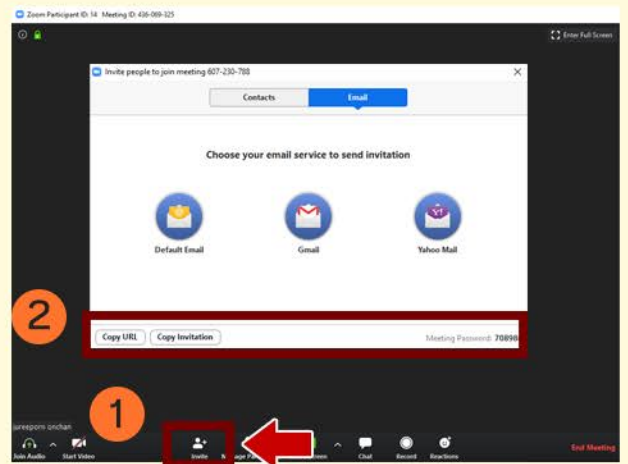 Zoom Participant ID: 14 Meeting ID: 436-069-325
Enter Full Screen
Invite people to join meeting 607-230-788
Contacts
Email
Choose your email service to send invitation
Default Email
Gmail
Yahoo Mail
2
Copy URL
Copy Invitation
Meeting Password: 70898
jureeporn onchan
1
Join Audio
Start Video
Invite
Chat
Record
Reactions
End Meeting